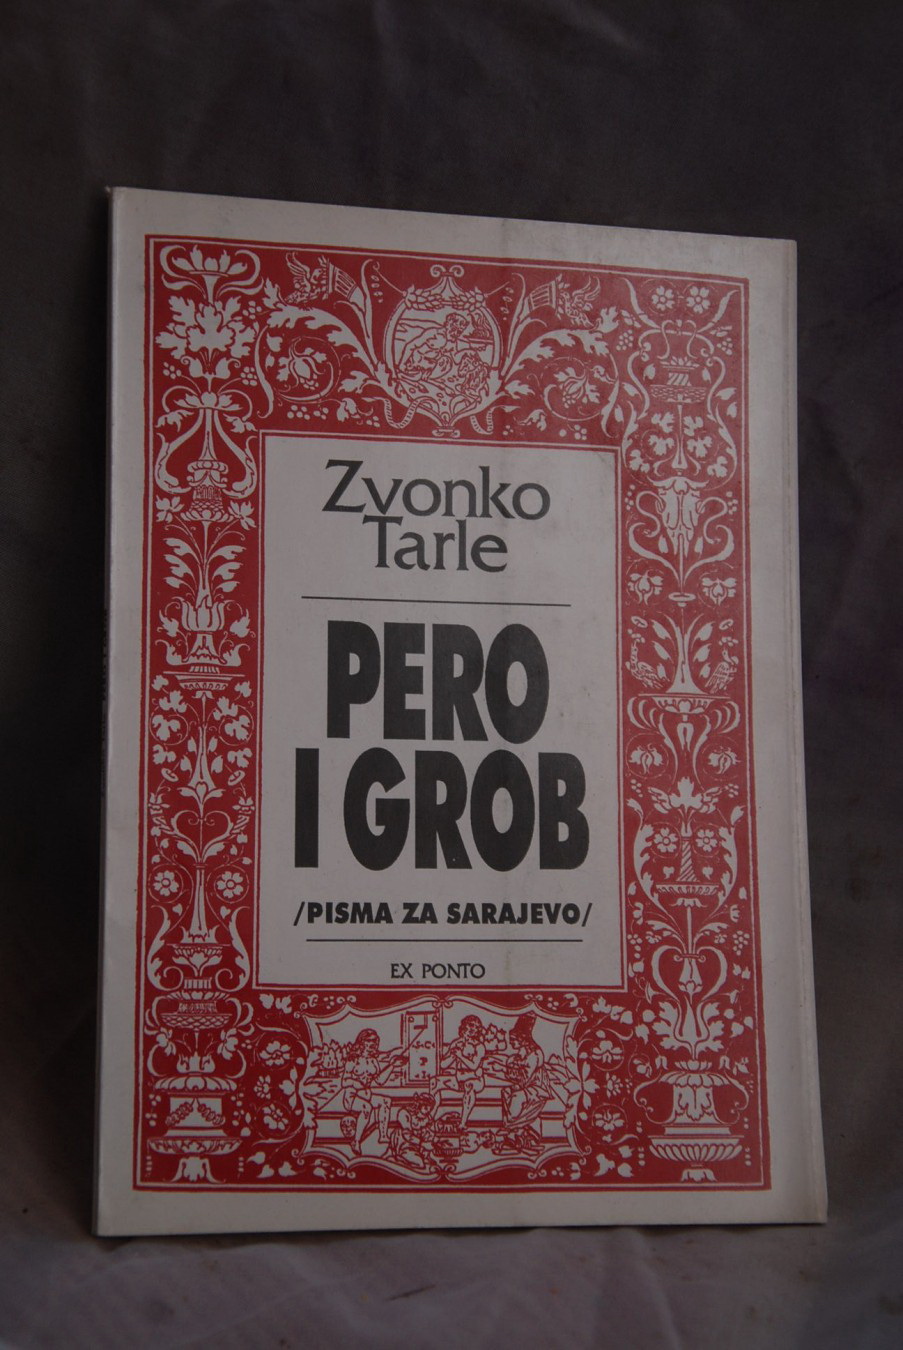 Zvonko
Tarle
PERO
I GROB
/PISMA ZA SARAJEVO/
EX PONTO